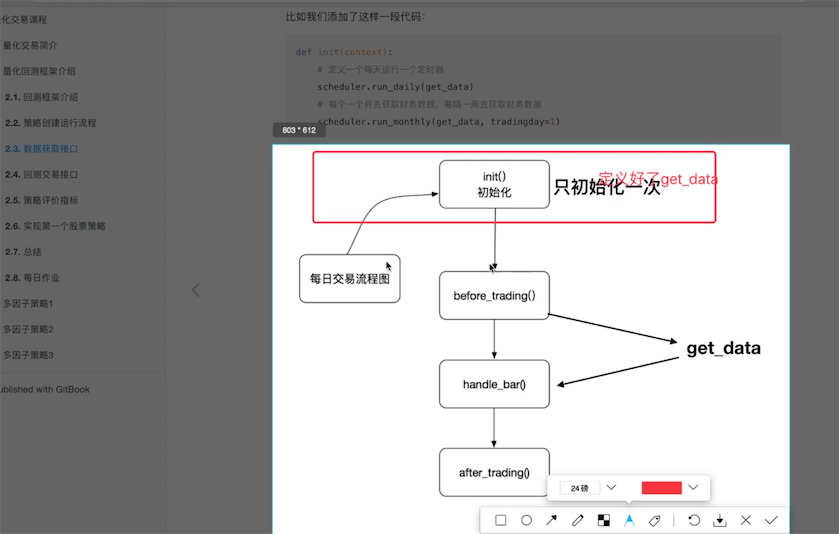 化交易课程
量化交易简介
量化回测框架介绍
2.1. 回测框架介绍
2.2. 策略创建运行流程
2.3. 数据获取接口
2.4. 回测交易接口
2.5. 策略评价指标
2.6. 实现第一个股票策略
2.7. 总结
2.8. 每日作业
多因子策略1
多因子策略2
多因子策略3
ublished with GitBook
比如我们添加了这样一段代码：
def init(context):
# 定义一个每天运行一个定时器
scheduler.run_daily(get_data)
# 每个一个月去获取财务数据，每隔一周去获取财务数据
scheduler.run_monthly(get_data, tradingday=1)
803 * 612
init()
初始化
只初始化一次
定义好了get_data
每日交易流程图
before_trading()
get_data
handle_bar()
after_trading()
24 磅